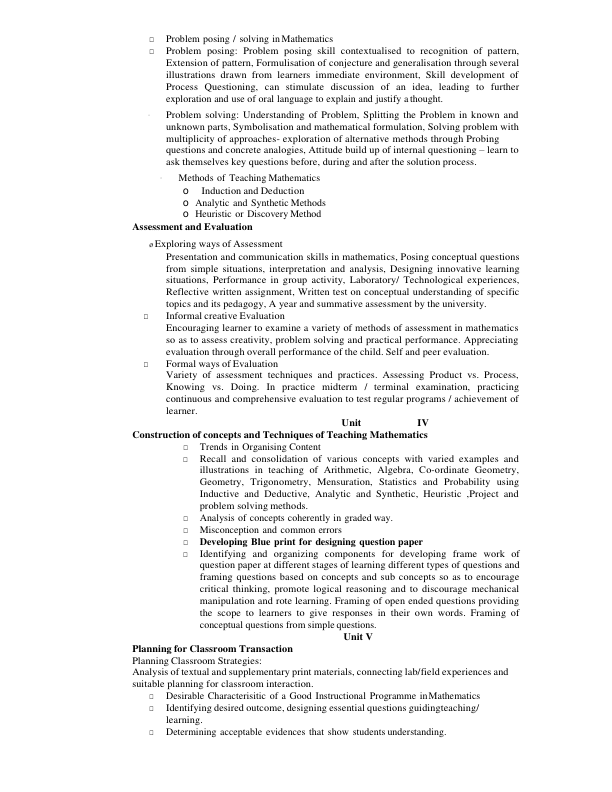 □ Problem posing / solving inMathematics
□ Problem posing: Problem posing skill contextualised to recognition of pattern,
Extension of pattern, Formulisation of conjecture and generalisation through several
illustrations drawn from learners immediate environment, Skill development of
Process Questioning, can stimulate discussion of an idea, leading to further
exploration and use of oral language to explain and justify athought.
Problem solving: Understanding of Problem, Splitting the Problem in known and
unknown parts, Symbolisation and mathematical formulation, Solving problem with
multiplicity of approaches- exploration of alternative methods through Probing
questions and concrete analogies, Attitude build up of internal questioning – learn to
ask themselves key questions before, during and after the solution process.
Methods of Teaching Mathematics
o Induction and Deduction
o Analytic and Synthetic Methods
o Heuristic or Discovery Method
Assessment and Evaluation
ø Exploring ways of Assessment
Presentation and communication skills in mathematics, Posing conceptual questions
from simple situations, interpretation and analysis, Designing innovative learning
situations, Performance in group activity, Laboratory/ Technological experiences,
Reflective written assignment, Written test on conceptual understanding of specific
topics and its pedagogy, A year and summative assessment by the university.
□ Informal creative Evaluation
Encouraging learner to examine a variety of methods of assessment in mathematics
so as to assess creativity, problem solving and practical performance. Appreciating
evaluation through overall performance of the child. Self and peer evaluation.
□ Formal ways of Evaluation
Variety of assessment techniques and practices. Assessing Product vs. Process,
Knowing vs. Doing. In practice midterm / terminal examination, practicing
continuous and comprehensive evaluation to test regular programs / achievement of
learner.
Unit IV
Construction of concepts and Techniques of Teaching Mathematics
□ Trends in Organising Content
□ Recall and consolidation of various concepts with varied examples and
illustrations in teaching of Arithmetic, Algebra, Co-ordinate Geometry,
Geometry, Trigonometry, Mensuration, Statistics and Probability using
Inductive and Deductive, Analytic and Synthetic, Heuristic ,Project and
problem solving methods.
□ Analysis of concepts coherently in graded way.
□ Misconception and common errors
□ Developing Blue print for designing question paper
□ Identifying and organizing components for developing frame work of
question paper at different stages of learning different types of questions and
framing questions based on concepts and sub concepts so as to encourage
critical thinking, promote logical reasoning and to discourage mechanical
manipulation and rote learning. Framing of open ended questions providing
the scope to learners to give responses in their own words. Framing of
conceptual questions from simple questions.
Unit V
Planning for Classroom Transaction
Planning Classroom Strategies:
Analysis of textual and supplementary print materials, connecting lab/field experiences and
suitable planning for classroom interaction.
□ Desirable Characterisitic of a Good Instructional Programme inMathematics
□ Identifying desired outcome, designing essential questions guidingteaching/
learning.
□ Determining acceptable evidences that show students understanding.